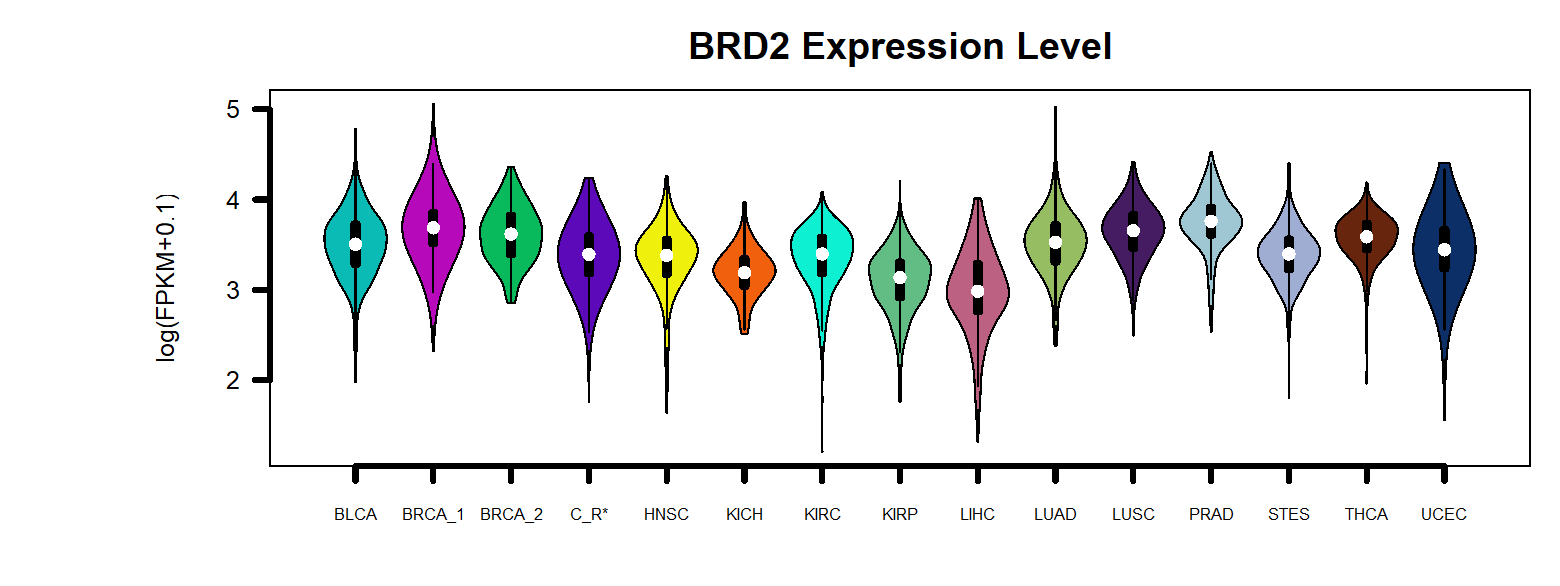 BRD2 Expression Level
log(FPKM+0.1)
5
4
3
2
BLCA BRCA_1 BRCA_2 C_R* HNSC KICH KIRC KIRP LIHC LUAD LUSC PRAD STES THCA UCEC